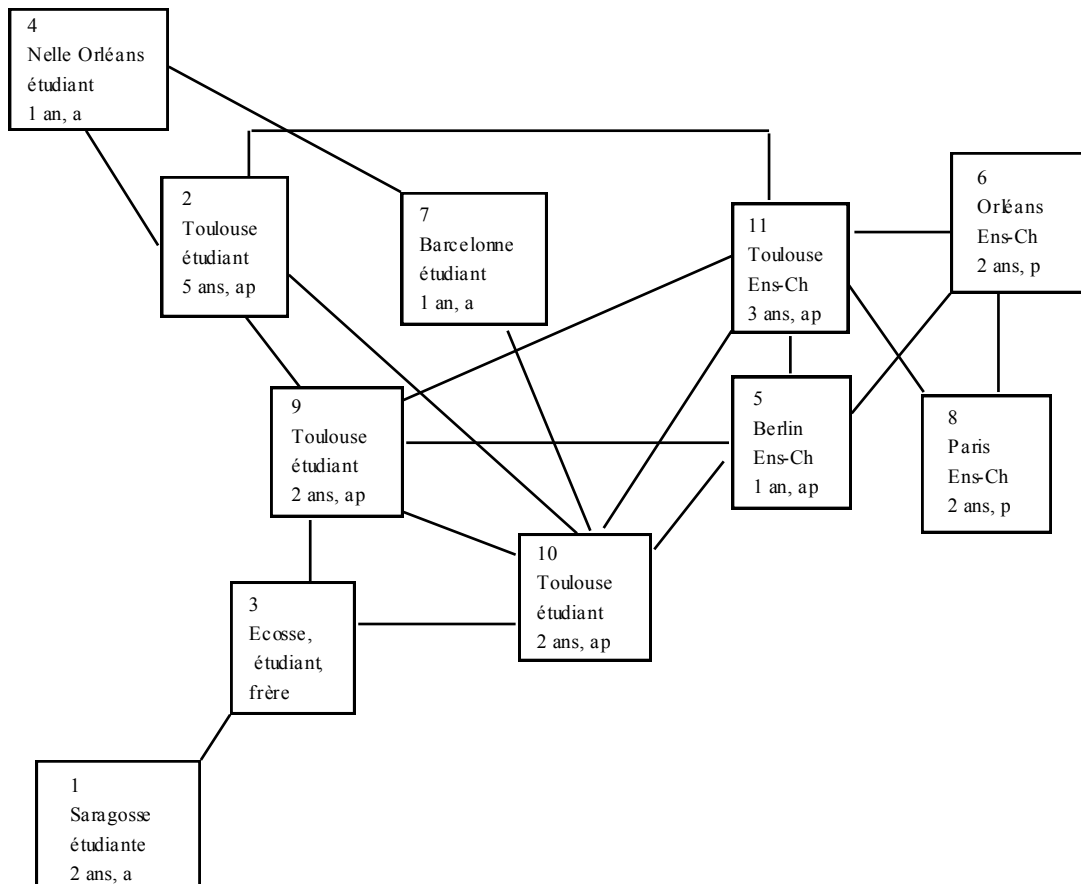 4
Nelle Orléans
étudiant
1 an, a
2
Toulouse
étudiant
5 ans, ap
7
Barcelonne
étudiant
1 an, a
11
Toulouse
Ens-Ch
3 ans, ap
6
Orléans
Ens-Ch
2 ans, p
9
Toulouse
étudiant
2 ans, ap
5
Berlin
Ens-Ch
1 an, ap
8
Paris
Ens-Ch
2 ans, p
10
Toulouse
étudiant
2 ans, ap
3
Ecosse,
étudiant,
frère
1
Saragosse
étudiante
2 ans, a